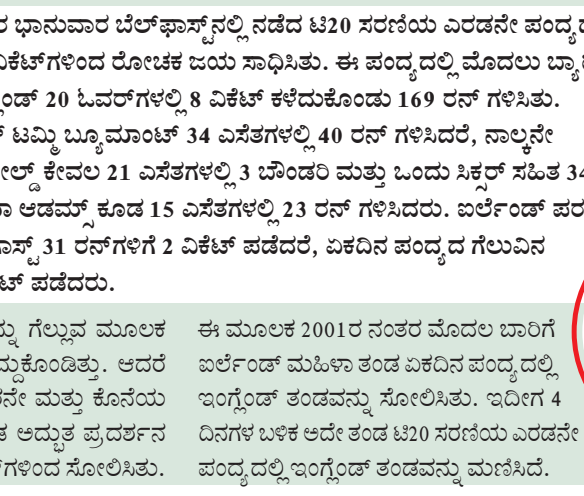 ಭಾನುವಾರ ಬೆಲ್‌ಫಾಸ್ಟ್‌ನಲ್ಲಿ ನಡೆದ ಟಿ20 ಸರಣಿಯ ಎರಡನೇ
ವಿಕೆಟ್‌ಗಳಿಂದ ರೋಚಕ ಜಯ ಸಾಧಿಸಿತು. ಈ ಪಂದ್ಯದಲ್ಲಿ ಮೊದಲು
20 ಓವರ್‌ಗಳಲ್ಲಿ 8 ವಿಕೆಟ್ ಕಳೆದುಕೊಂಡು 169 ರನ್ ಗಳಿಸಿತು.
ಟಮ್ಮಿ ಬ್ಯೂಮಾಂಟ್ 34 ಎಸೆತಗಳಲ್ಲಿ 40 ರನ್ ಗಳಿಸಿದರೆ, ನಾಲ್ಕನೇ
ಕೇವಲ 21 ಎಸೆತಗಳಲ್ಲಿ 3 ಬೌಂಡರಿ ಮತ್ತು ಒಂದು ಸಿಕ್ಸರ್ ಸಹಿತ 34
ಆಡಮ್ಸ್ ಕೂಡ 15 ಎಸೆತಗಳಲ್ಲಿ 23 ರನ್ ಗಳಿಸಿದರು. ಐರ್ಲೆಂಡ್ ಪರ
31 ರನ್‌ಗಳಿಗೆ 2 ವಿಕೆಟ್ ಪಡೆದರೆ, ಏಕದಿನ ಪಂದ್ಯದ ಗೆಲುವಿನ
ಪಡೆದರು.
ಗೆಲ್ಲುವ ಮೂಲಕ
ಆದರೆ
ಮತ್ತು ಕೊನೆಯ
ಅದ್ಭುತ ಪ್ರದರ್ಶನ
ಸೋಲಿಸಿತು.
ಈ ಮೂಲಕ 2001ರ ನಂತರ ಮೊದಲ ಬಾರಿಗೆ
ಐರ್ಲೆಂಡ್ ಮಹಿಳಾ ತಂಡ ಏಕದಿನ ಪಂದ್ಯದಲ್ಲಿ
ಇಂಗ್ಲೆಂಡ್ ತಂಡವನ್ನು ಸೋಲಿಸಿತು. ಇದೀಗ 4
ದಿನಗಳ ಬಳಿಕ ಅದೇ ತಂಡ ಟಿ20 ಸರಣಿಯ ಎರಡನೇ
ಪಂದ್ಯದಲ್ಲಿ ಇಂಗ್ಲೆಂಡ್ ತಂಡವನ್ನು ಮಣಿಸಿದೆ.